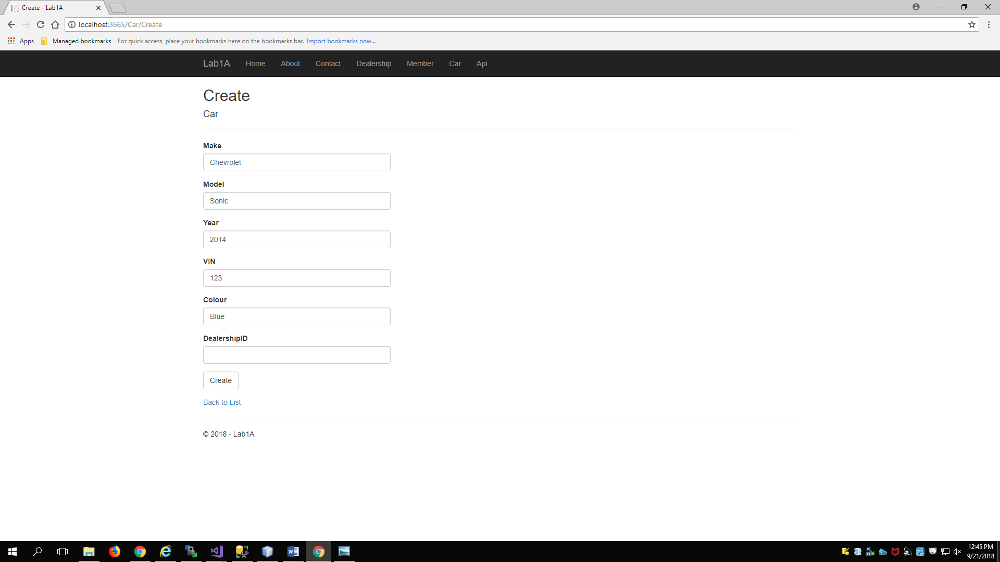 Create - Lab1A
localhost:3665/Car/Create
Apps Managed bookmarks For quick access, place your bookmarks here on the bookmarks bar. Import bookmarks now...
Lab1A Home About Contact Dealership Member Car Api
Create
Car
Make
Chevrolet
Model
Sonic
Year
2014
VIN
123
Colour
Blue
DealershipID
Create
Back to List
© 2018 - Lab1A
12:45 PM
9/21/2018